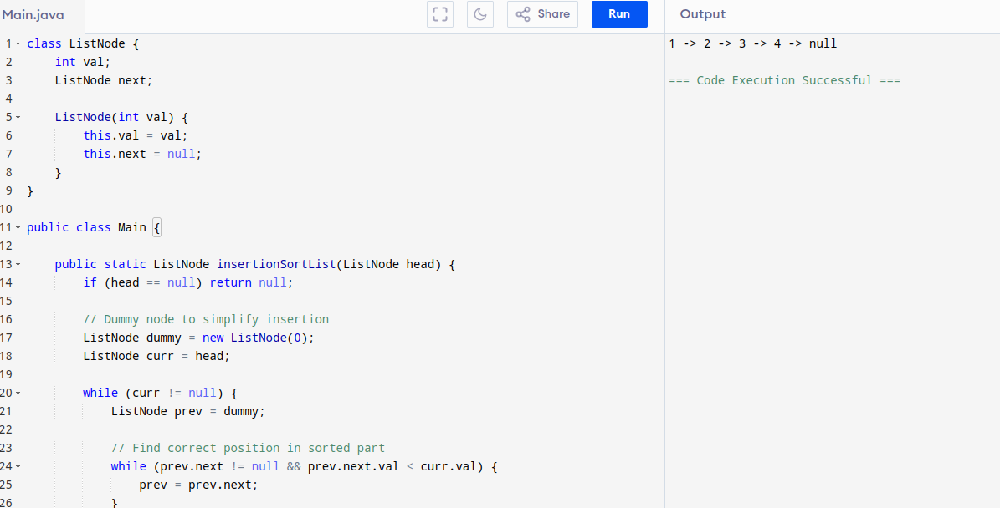 Main.java
Share
Run
Output
1 class ListNode {
2     int val;
3     ListNode next;
4
5     ListNode(int val) {
6         this.val = val;
7         this.next = null;
8     }
9 }
10
11 public class Main {
12
13     public static ListNode insertionSortList(ListNode head) {
14         if (head == null) return null;
15
16         // Dummy node to simplify insertion
17         ListNode dummy = new ListNode(0);
18         ListNode curr = head;
19
20         while (curr != null) {
21             ListNode prev = dummy;
22
23             // Find correct position in sorted part
24             while (prev.next != null && prev.next.val < curr.val) {
25                 prev = prev.next;
26             }
1 -> 2 -> 3 -> 4 -> null
=== Code Execution Successful ===